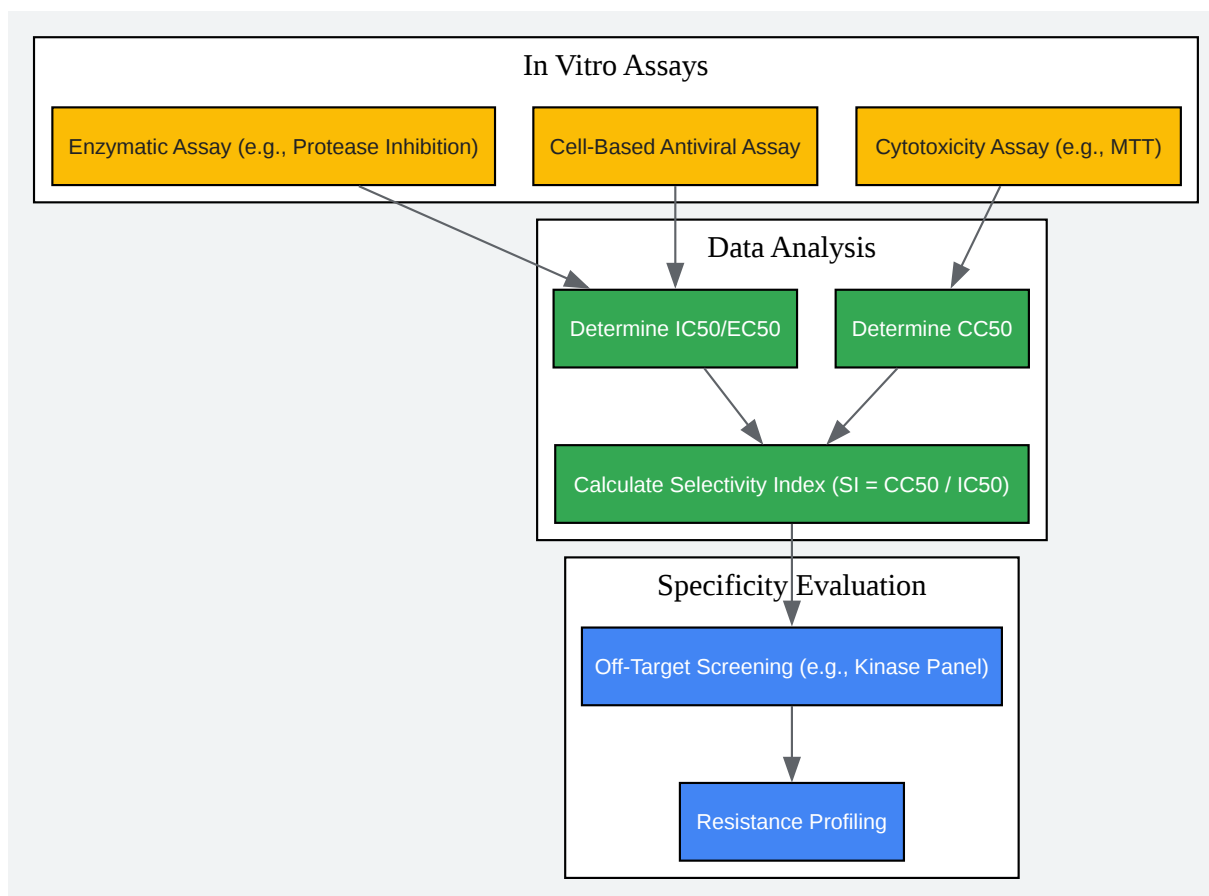 In Vitro Assays
Enzymatic Assay (e.g., Protease Inhibition)
Cell-Based Antiviral Assay
Cytotoxicity Assay (e.g., MTT)
Data Analysis
Determine IC50/EC50
Determine CC50
Calculate Selectivity Index (SI = CC50 / IC50)
Specificity Evaluation
Off-Target Screening (e.g., Kinase Panel)
Resistance Profiling